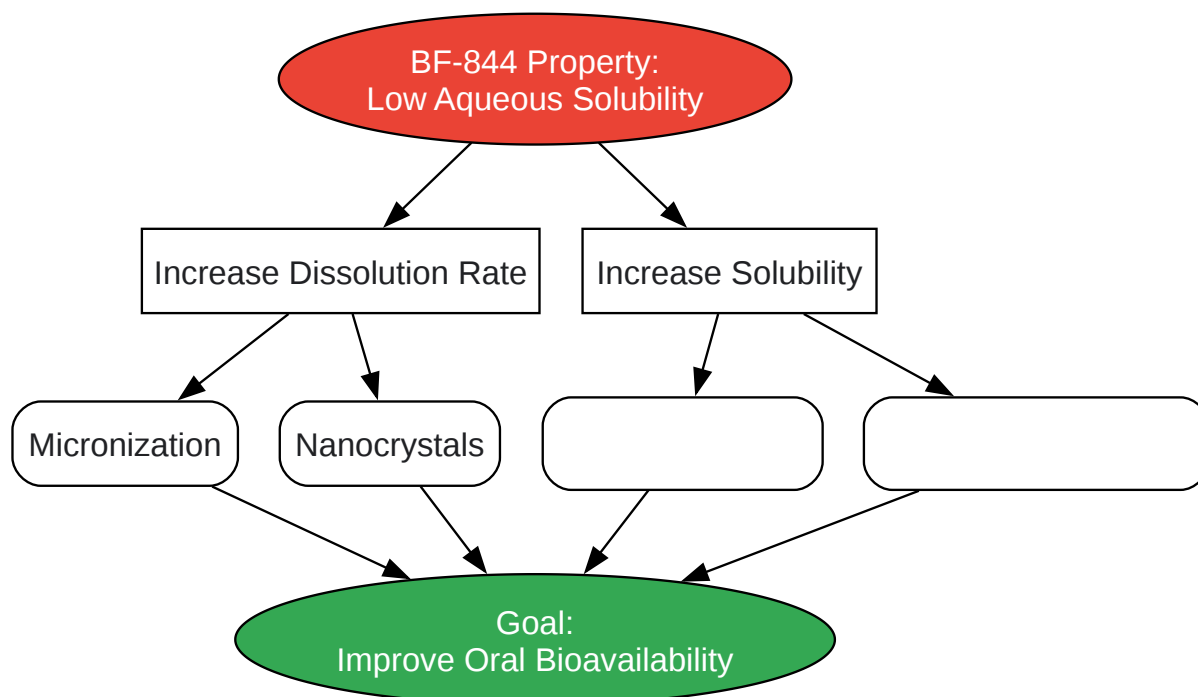 BF-844 Property:
Low Aqueous Solubility
Increase Dissolution Rate
Increase Solubility
Micronization
Nanocrystals
Goal:
Improve Oral Bioavailability